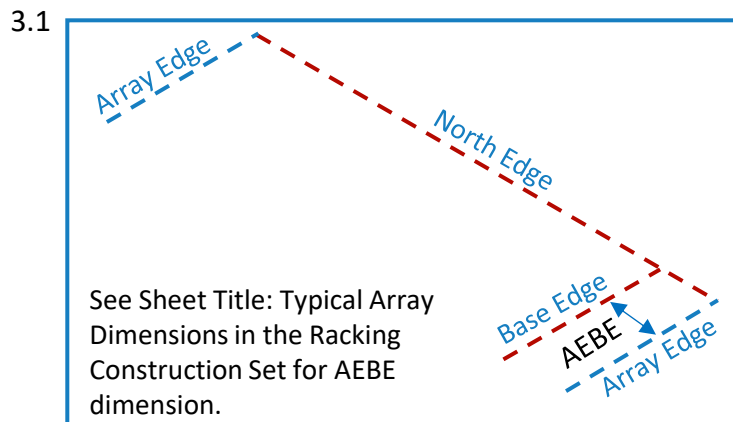 3.1
Array Edge
North Edge
Base Edge
AEBE
Array Edge
See Sheet Title: Typical Array
Dimensions in the Racking
Construction Set for AEBE
dimension.